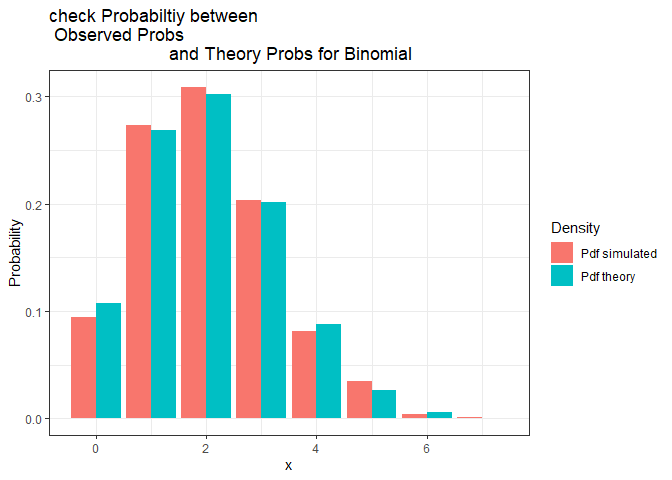 check Probabiltiy between
Observed Probs
and Theory Probs for Binomial
0.3
0.2
0.1
0.0
Probability
0
2
4
6
x
Density
Pdf simulated
Pdf theory